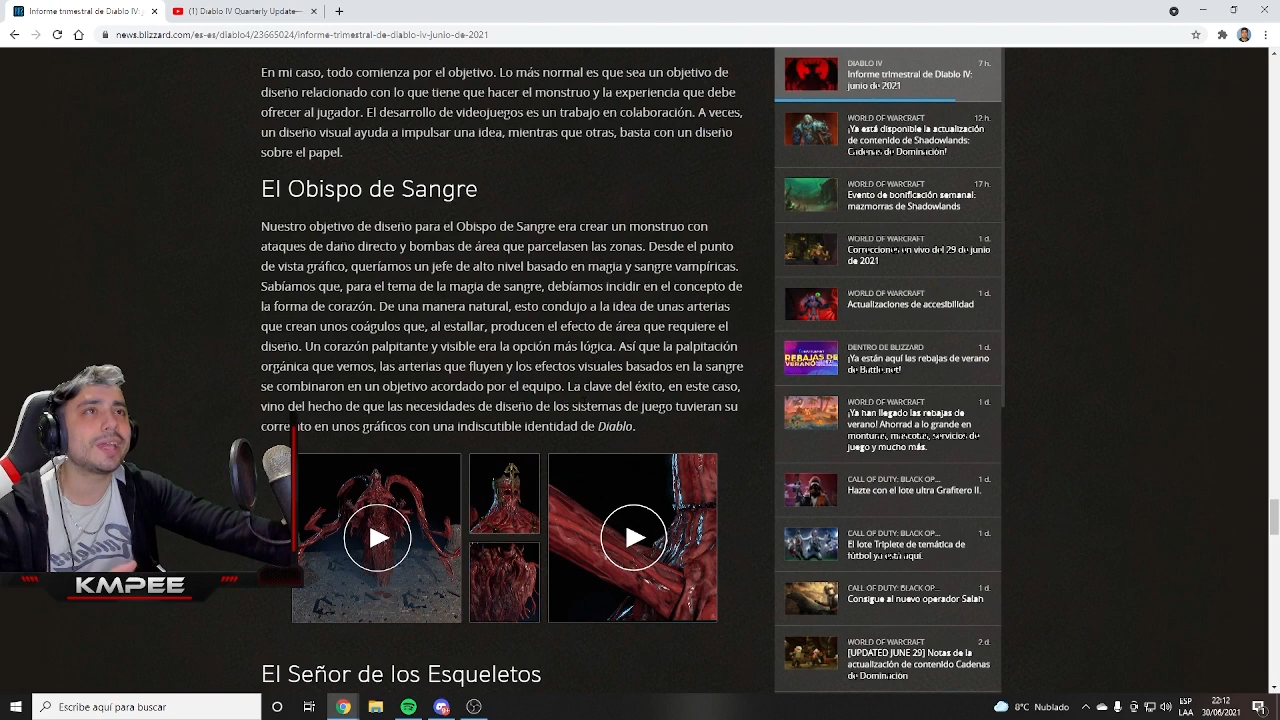 Informe trimestral de Diablo IV:
(1) Diablo IV Quarterly Update—
news.blizzard.com/es-es/diablo4/23665024/informe-trimestral-de-diablo-iv-junio-de-2021
En mi caso, todo comienza por el objetivo. Lo más normal es que sea un objetivo de
diseño relacionado con lo que tiene que hacer el monstruo y la experiencia que debe
ofrecer al jugador. El desarrollo de videojuegos es un trabajo en colaboración. A veces,
un diseño visual ayuda a impulsar una idea, mientras que otras, basta con un diseño
sobre el papel.
El Obispo de Sangre
Nuestro objetivo de diseño para el Obispo de Sangre era crear un monstruo con
ataques de daño directo y bombas de área que parcelasen las zonas. Desde el punto
de vista gráfico, queríamos un jefe de alto nivel basado en magia y sangre vampíricas.
Sabíamos que, para el tema de la magia de sangre, debíamos incidir en el concepto de
la forma de corazón. De una manera natural, esto condujo a la idea de unas arterias
que crean unos coágulos que, al estallar, producen el efecto de área que requiere el
diseño. Un corazón palpitante y visible era la opción más lógica. Así que la palpitación
orgánica que vemos, las arterias que fluyen y los efectos visuales basados en la sangre
se combinaron en un objetivo acordado por el equipo. La clave del éxito, en este caso,
vino del hecho de que las necesidades de diseño de los sistemas de juego tuvieran su
correlato en unos gráficos con una indiscutible identidad de Diablo.
El Señor de los Esqueletos
DIABLO IV 7 h.
Informe trimestral de Diablo IV:
junio de 2021
WORLD OF WARCRAFT 12 h.
¡Ya está disponible la actualización
de contenido de Shadowlands:
Cadenas de Dominación!
WORLD OF WARCRAFT 17 h.
Evento de bonificación semanal:
mazmorras de Shadowlands
WORLD OF WARCRAFT 1 d.
Correcciones en vivo del 29 de junio
de 2021
WORLD OF WARCRAFT 1 d.
Actualizaciones de accesibilidad
REBAJAS DE
VERANO
DENTRO DE BLIZZARD 1 d.
¡Ya están aquí las rebajas de verano
de Battle.net!
WORLD OF WARCRAFT 1 d.
¡Ya han llegado las rebajas de
verano! Ahorrad a lo grande en
monturas, mascotas, servicios de
juego y mucho más.
CALL OF DUTY: BLACK OP... 1 d.
Hazte con el lote ultra Grafitero II.
CALL OF DUTY: BLACK OP... 1 d.
El lote Triplete de temática de
fútbol ya está aquí.
CALL OF DUTY: BLACK OP... 1 d.
Consigue al nuevo operador Salah
WORLD OF WARCRAFT 2 d.
[UPDATED JUNE 29] Notas de la
actualización de contenido Cadenas
de Dominación
KMPEE
Escribe aquí para buscar
8°C Nublado
ESP
LAA
22:12
30/06/2021